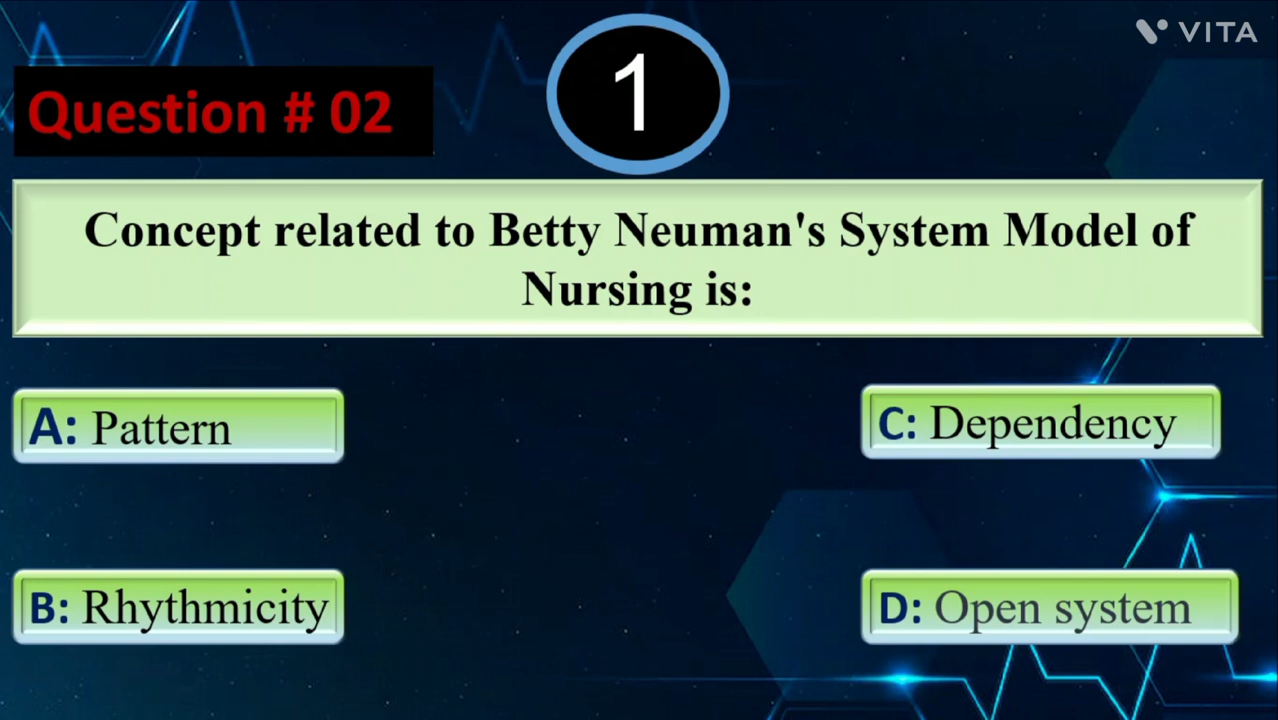 VITA
1
Question # 02
Concept related to Betty Neuman's System Model of
Nursing is:
A: Pattern
C: Dependency
B: Rhythmicity
D: Open system